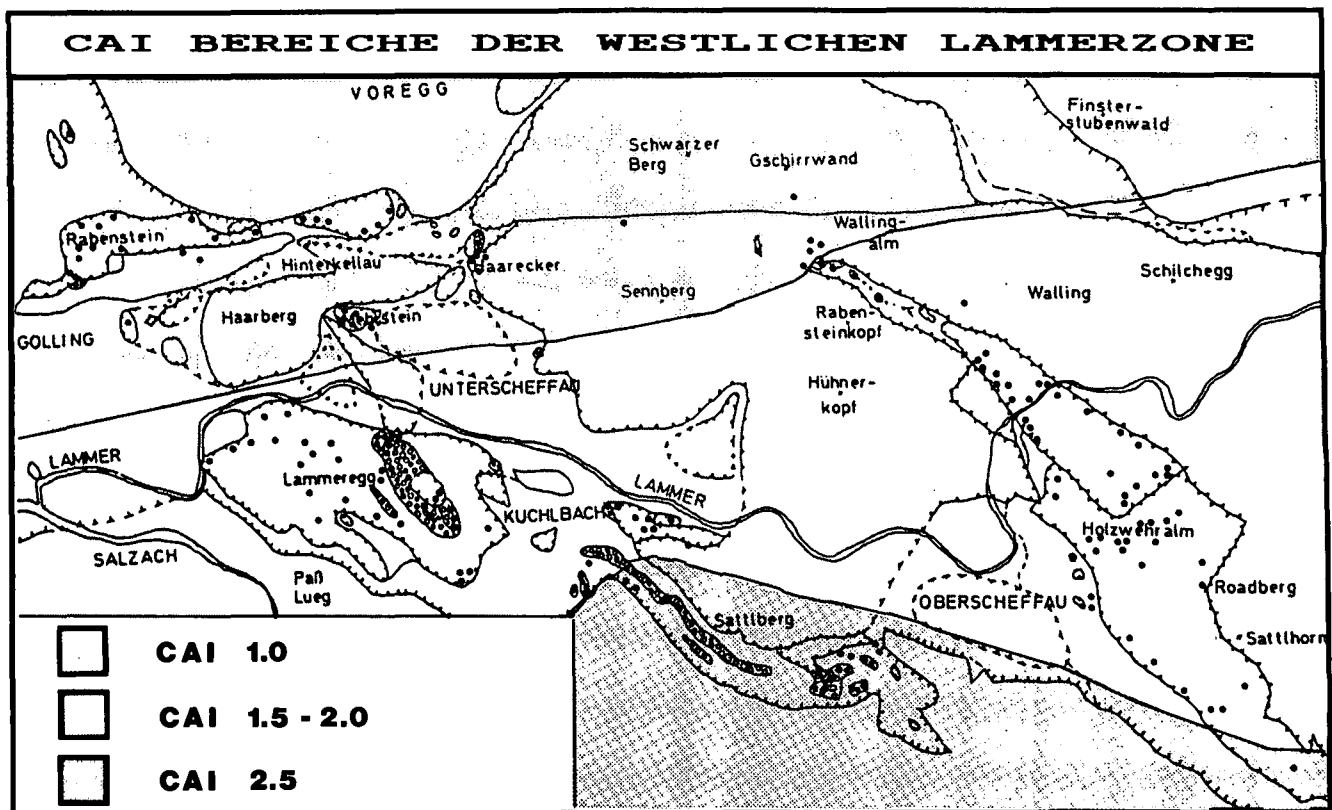 CAI BEREICHE DER WESTLICHEN LAMMERZONE
VOREGG
Finster-
stubenwald
Schwarzer
Berg
Gschirrwand
Walling-
alm
Rabenstein
Hinterkellau
Haarecker
Schilchegg
Sennberg
Walling
Haarberg
Raben-
steinkopf
GOLLING
UNTERSCHEFFAU
Hühner-
kopf
LAMMER
Lammeregg
LAMMER
KUCHLBACH
Holzwehralm
SALZACH
Paß
Lueg
Roadberg
OBERSCHEFFAU
Sattlberg
Sattlhorn
CAI 1.0
CAI 1.5 - 2.0
CAI 2.5